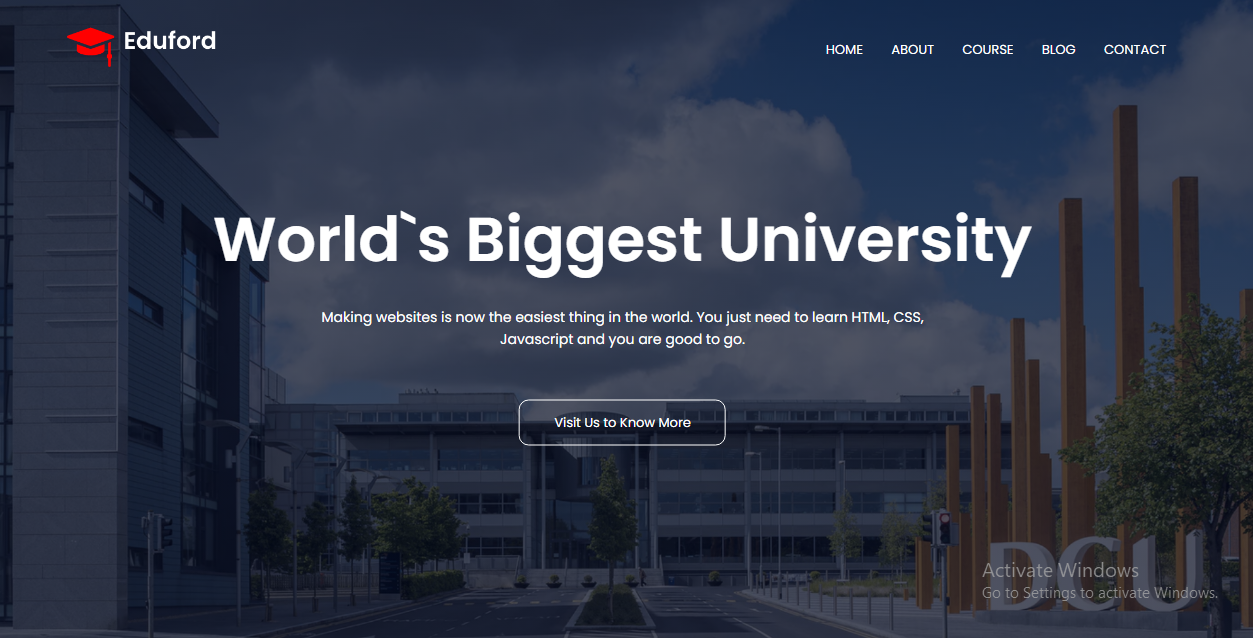 Eduford
HOME ABOUT COURSE BLOG CONTACT
World`s Biggest University
Making websites is now the easiest thing in the world. You just need to learn HTML, CSS,
Javascript and you are good to go.
Visit Us to Know More
DCU
Activate Windows
Go to Settings to activate Windows.